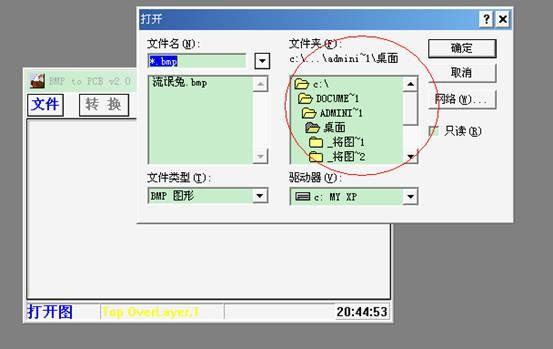 打开
文件名(N):
*.bmp
流氓兔.bmp
文件夹(F):
c:\...\admini~1\桌面
c:\
DOCUME~1
ADMINI~1
桌面
_将图~1
_将图~2
确定
取消
网络(W)...
只读(R)
文件类型(T):
BMP 图形
驱动器(V):
c: MY XP
BMP to PCB v2.0
文件
转 换
打开图
Top OverLayer,1
20:44:53